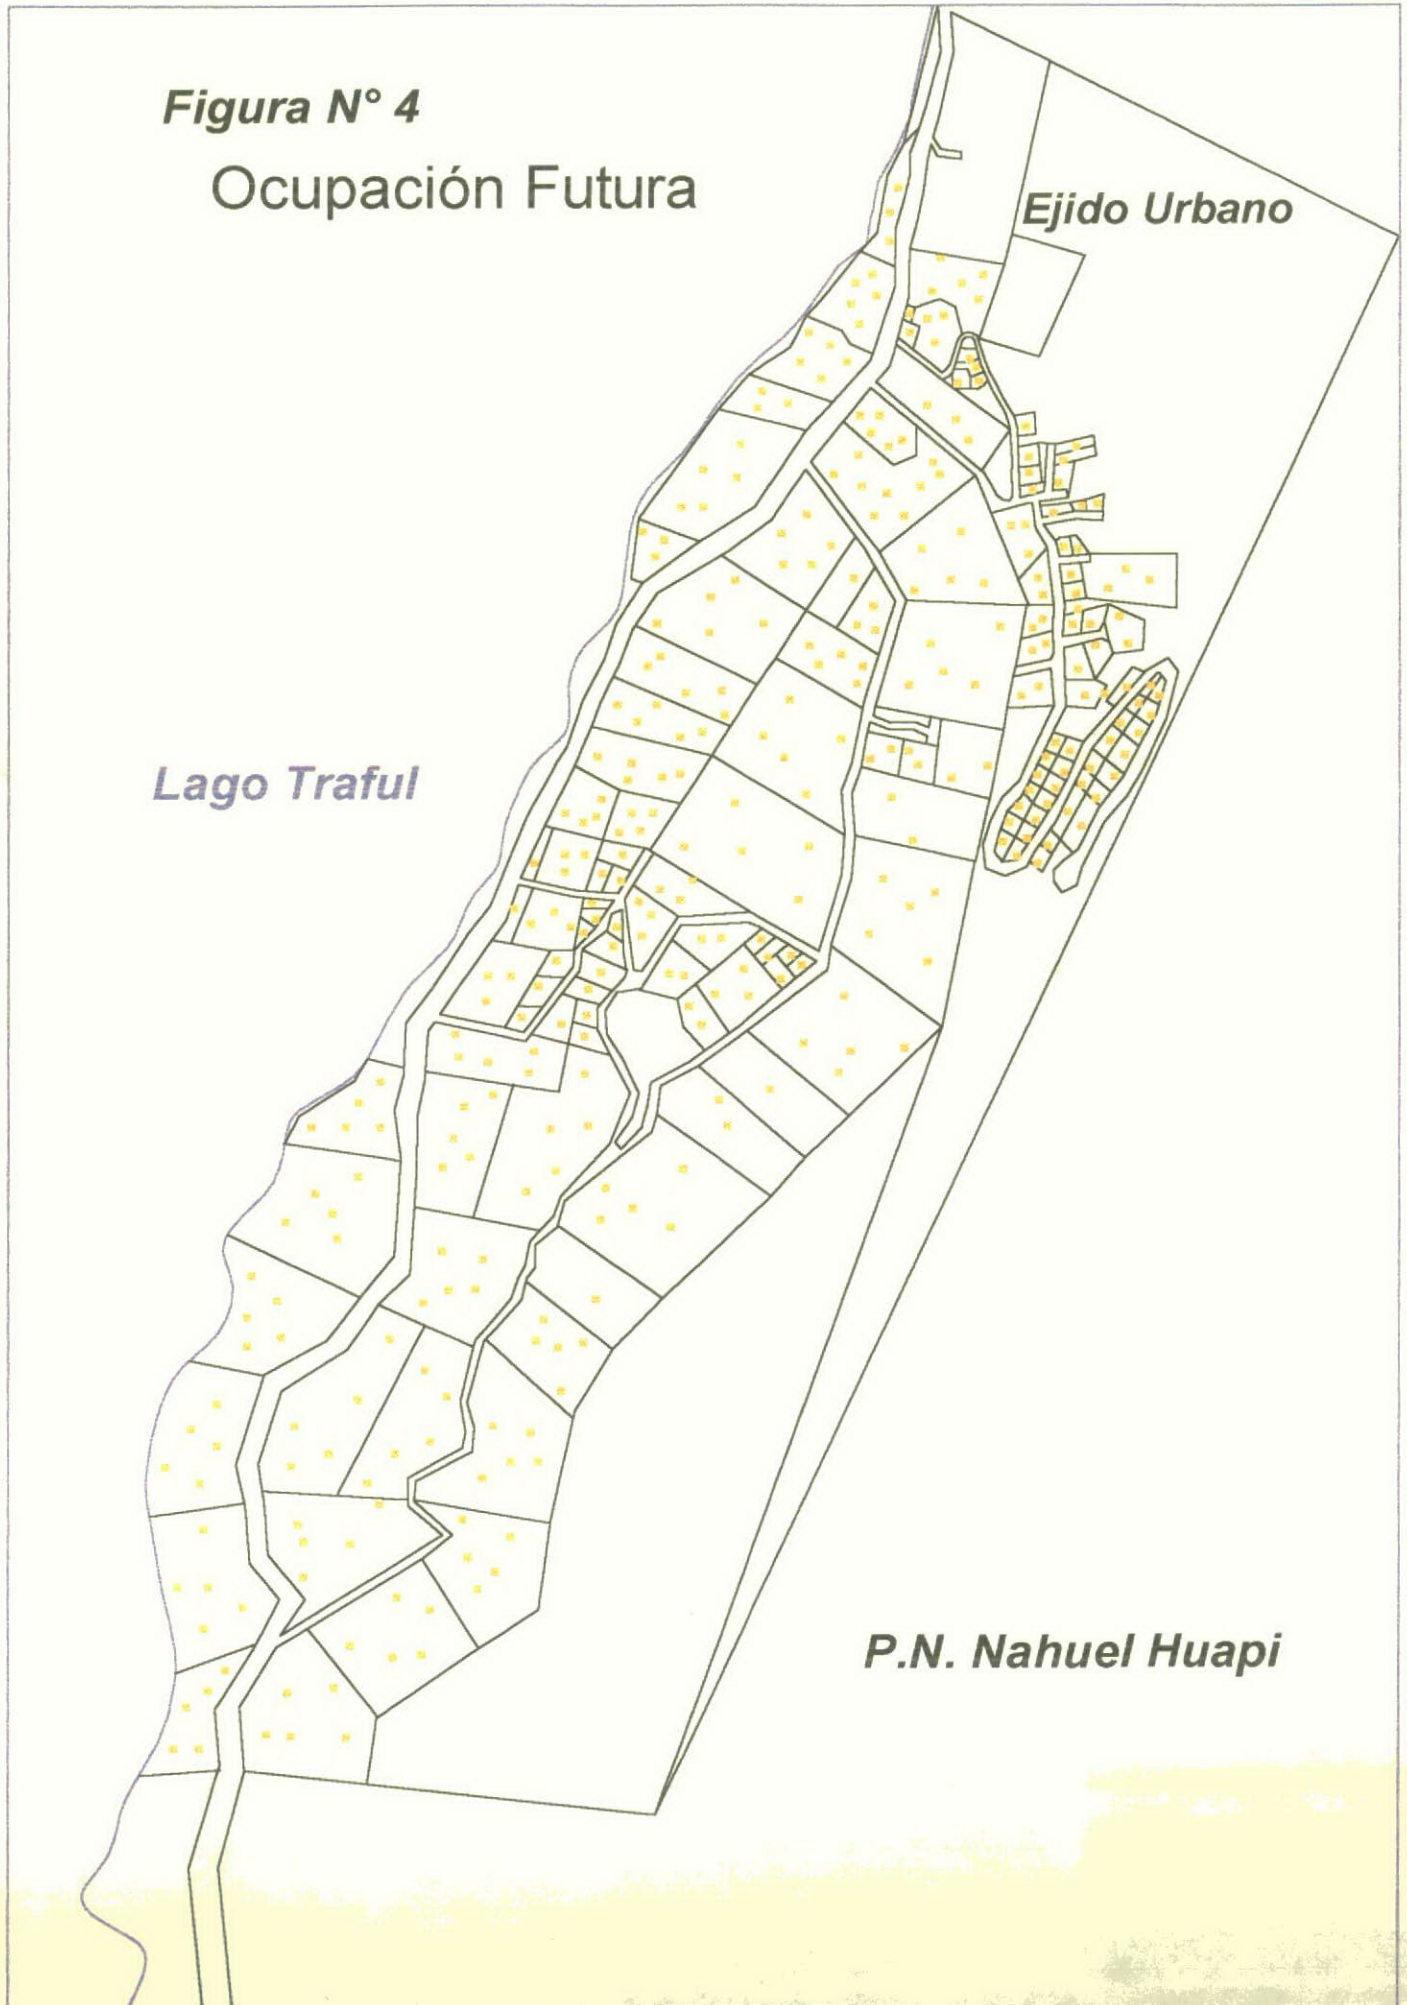 Figura N° 4
Ocupación Futura
Ejido Urbano
Lago Traful
P.N. Nahuel Huapi